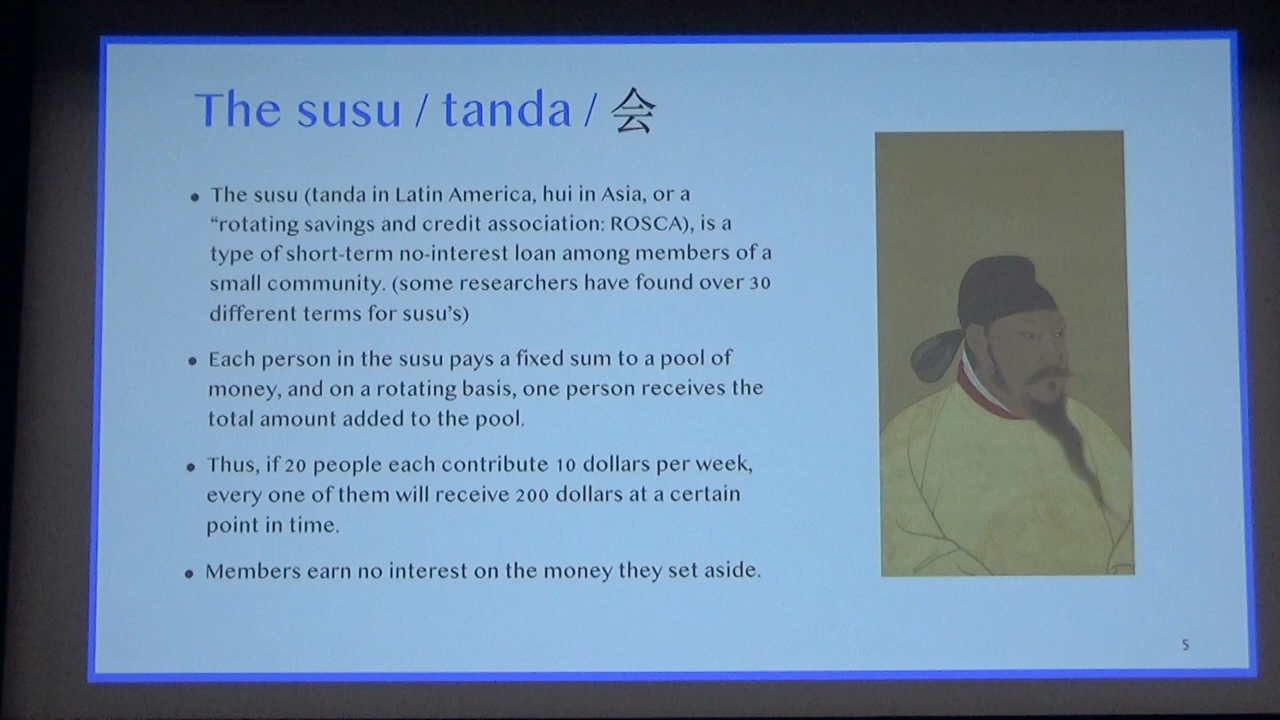 The susu / tanda / 会
• The susu (tanda in Latin America, hui in Asia, or a
“rotating savings and credit association: ROSCA), is a
type of short-term no-interest loan among members of a
small community. (some researchers have found over 30
different terms for susu’s)
• Each person in the susu pays a fixed sum to a pool of
money, and on a rotating basis, one person receives the
total amount added to the pool.
• Thus, if 20 people each contribute 10 dollars per week,
every one of them will receive 200 dollars at a certain
point in time.
• Members earn no interest on the money they set aside.
5